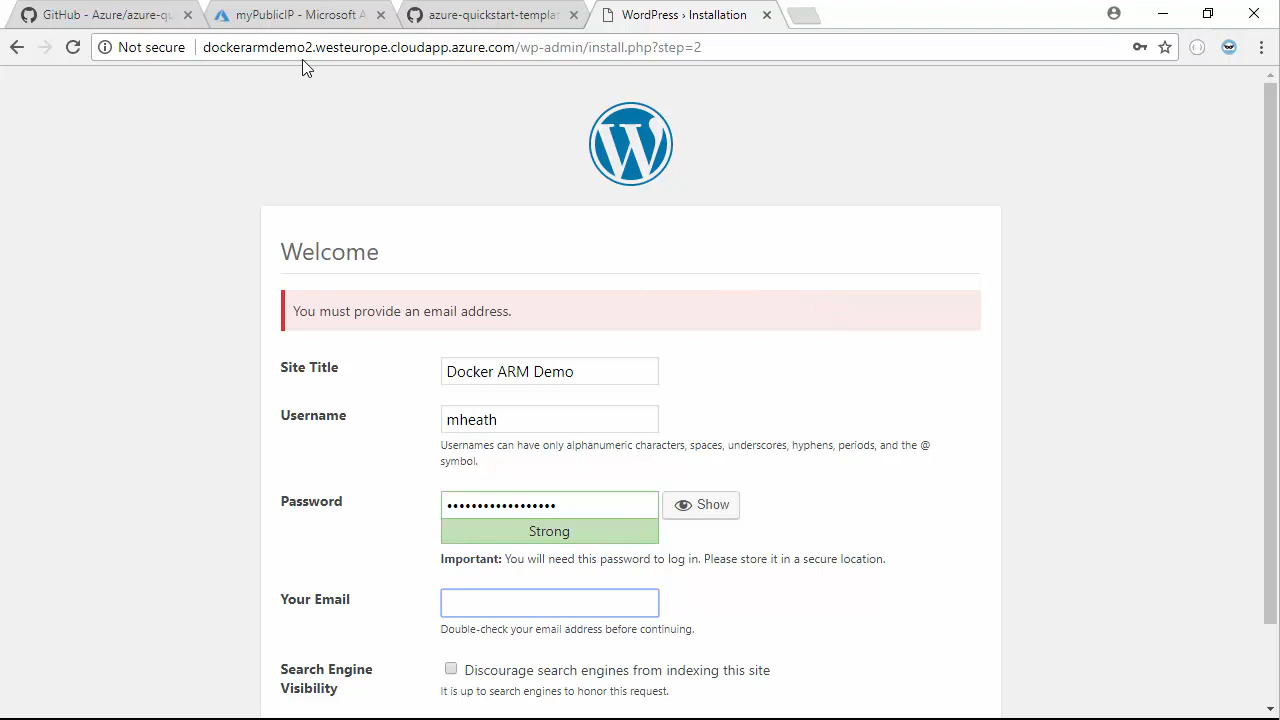 GitHub - Azure/azure-qu
myPublicIP - Microsoft A
azure-quickstart-templat
WordPress › Installation
Not secure
dockerarmdemo2.westeurope.cloudapp.azure.com/wp-admin/install.php?step=2
Welcome
You must provide an email address.
Site Title
Docker ARM Demo
Username
mheath
Usernames can have only alphanumeric characters, spaces, underscores, hyphens, periods, and the @
symbol.
Password
••••••••••••••••••
Show
Strong
Important: You will need this password to log in. Please store it in a secure location.
Your Email
Double-check your email address before continuing.
Search Engine
Visibility
Discourage search engines from indexing this site
It is up to search engines to honor this request.